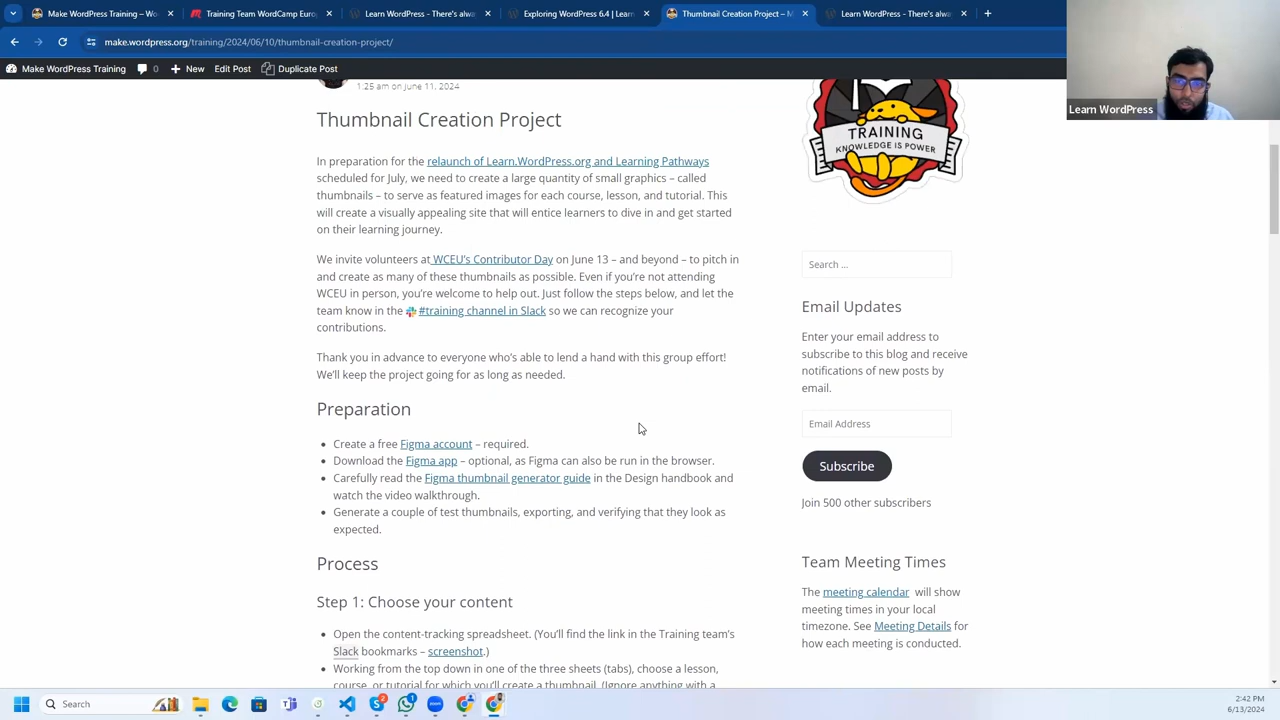 Make WordPress Training – Wo
Training Team WordCamp Euro
Learn WordPress - There's alwa
Exploring WordPress 6.4 | Learn
Thumbnail Creation Project – M
Learn WordPress - There's alwa
make.wordpress.org/training/2024/06/10/thumbnail-creation-project/
Make WordPress Training
0
New
Edit Post
Duplicate Post
Learn WordPress
1:25 am on June 11, 2024
Thumbnail Creation Project
In preparation for the relaunch of Learn.WordPress.org and Learning Pathways
scheduled for July, we need to create a large quantity of small graphics – called
thumbnails – to serve as featured images for each course, lesson, and tutorial. This
will create a visually appealing site that will entice learners to dive in and get started
on their learning journey.
We invite volunteers at WCEU's Contributor Day on June 13 – and beyond – to pitch in
and create as many of these thumbnails as possible. Even if you're not attending
WCEU in person, you're welcome to help out. Just follow the steps below, and let the
team know in the #training channel in Slack so we can recognize your
contributions.
Thank you in advance to everyone who's able to lend a hand with this group effort!
We'll keep the project going for as long as needed.
Preparation
Create a free Figma account – required.
Download the Figma app – optional, as Figma can also be run in the browser.
Carefully read the Figma thumbnail generator guide in the Design handbook and
watch the video walkthrough.
Generate a couple of test thumbnails, exporting, and verifying that they look as
expected.
Process
Step 1: Choose your content
Open the content-tracking spreadsheet. (You'll find the link in the Training team's
Slack bookmarks – screenshot.)
Working from the top down in one of the three sheets (tabs), choose a lesson,
course, or tutorial for which you'll create a thumbnail. (Ignore anything with a
TRAINING
KNOWLEDGE IS POWER
Search …
Email Updates
Enter your email address to
subscribe to this blog and receive
notifications of new posts by
email.
Email Address
Subscribe
Join 500 other subscribers
Team Meeting Times
The meeting calendar will show
meeting times in your local
timezone. See Meeting Details for
how each meeting is conducted.
Search
2
1
2:42 PM
6/13/2024